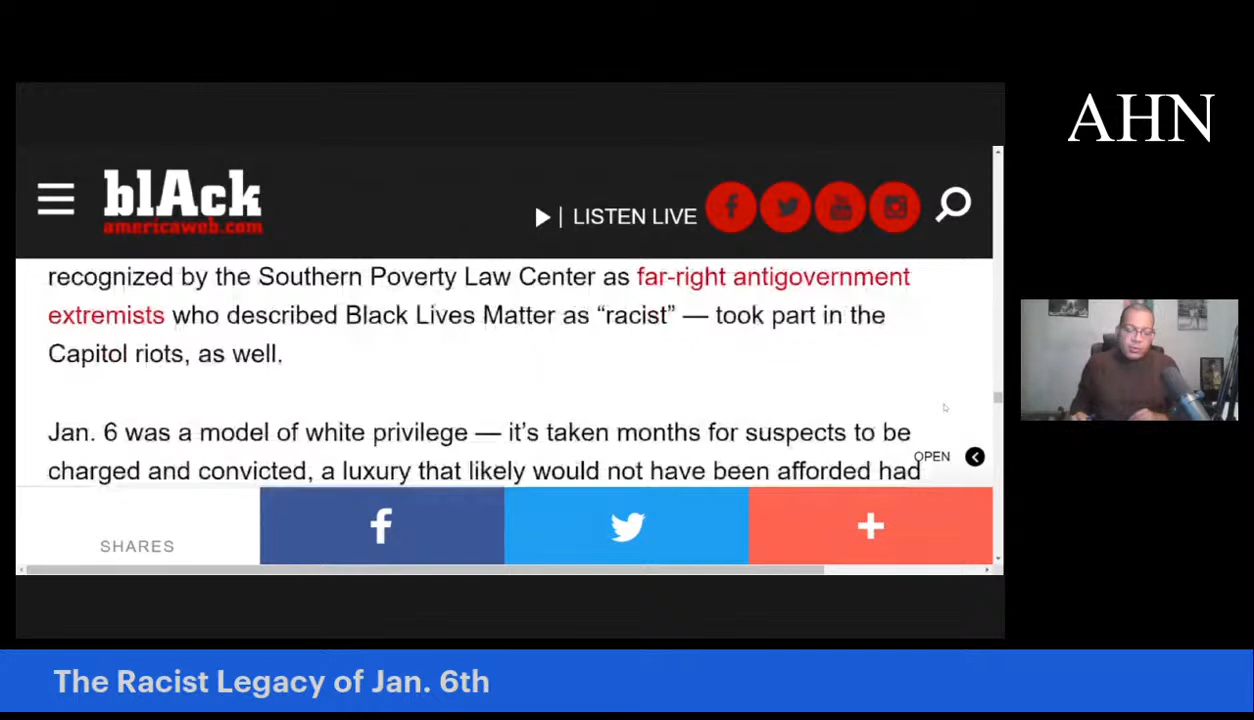 AHN
blAck
americaweb.com
LISTEN LIVE
recognized by the Southern Poverty Law Center as far-right antigovernment
extremists who described Black Lives Matter as “racist” — took part in the
Capitol riots, as well.
Jan. 6 was a model of white privilege — it’s taken months for suspects to be
charged and convicted, a luxury that likely would not have been afforded had
OPEN
SHARES
The Racist Legacy of Jan. 6th